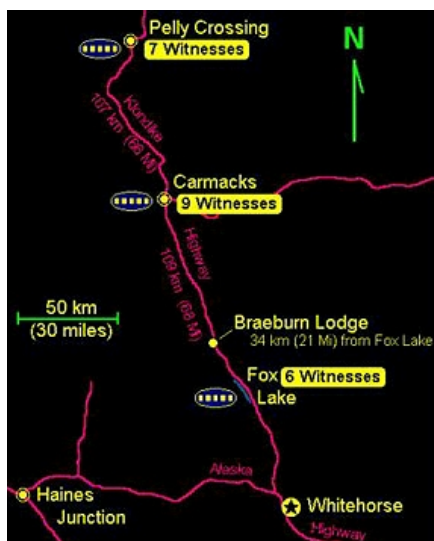 Pelly Crossing
7 Witnesses
N
Klondike
107 km (66 Mi)
Carmacks
9 Witnesses
Highway
109 km (68 Mi)
50 km
(30 miles)
Braeburn Lodge
34 km (21 Mi) from Fox Lake
Fox 6 Witnesses
Lake
Alaska
Haines
Junction
Whitehorse
Highway